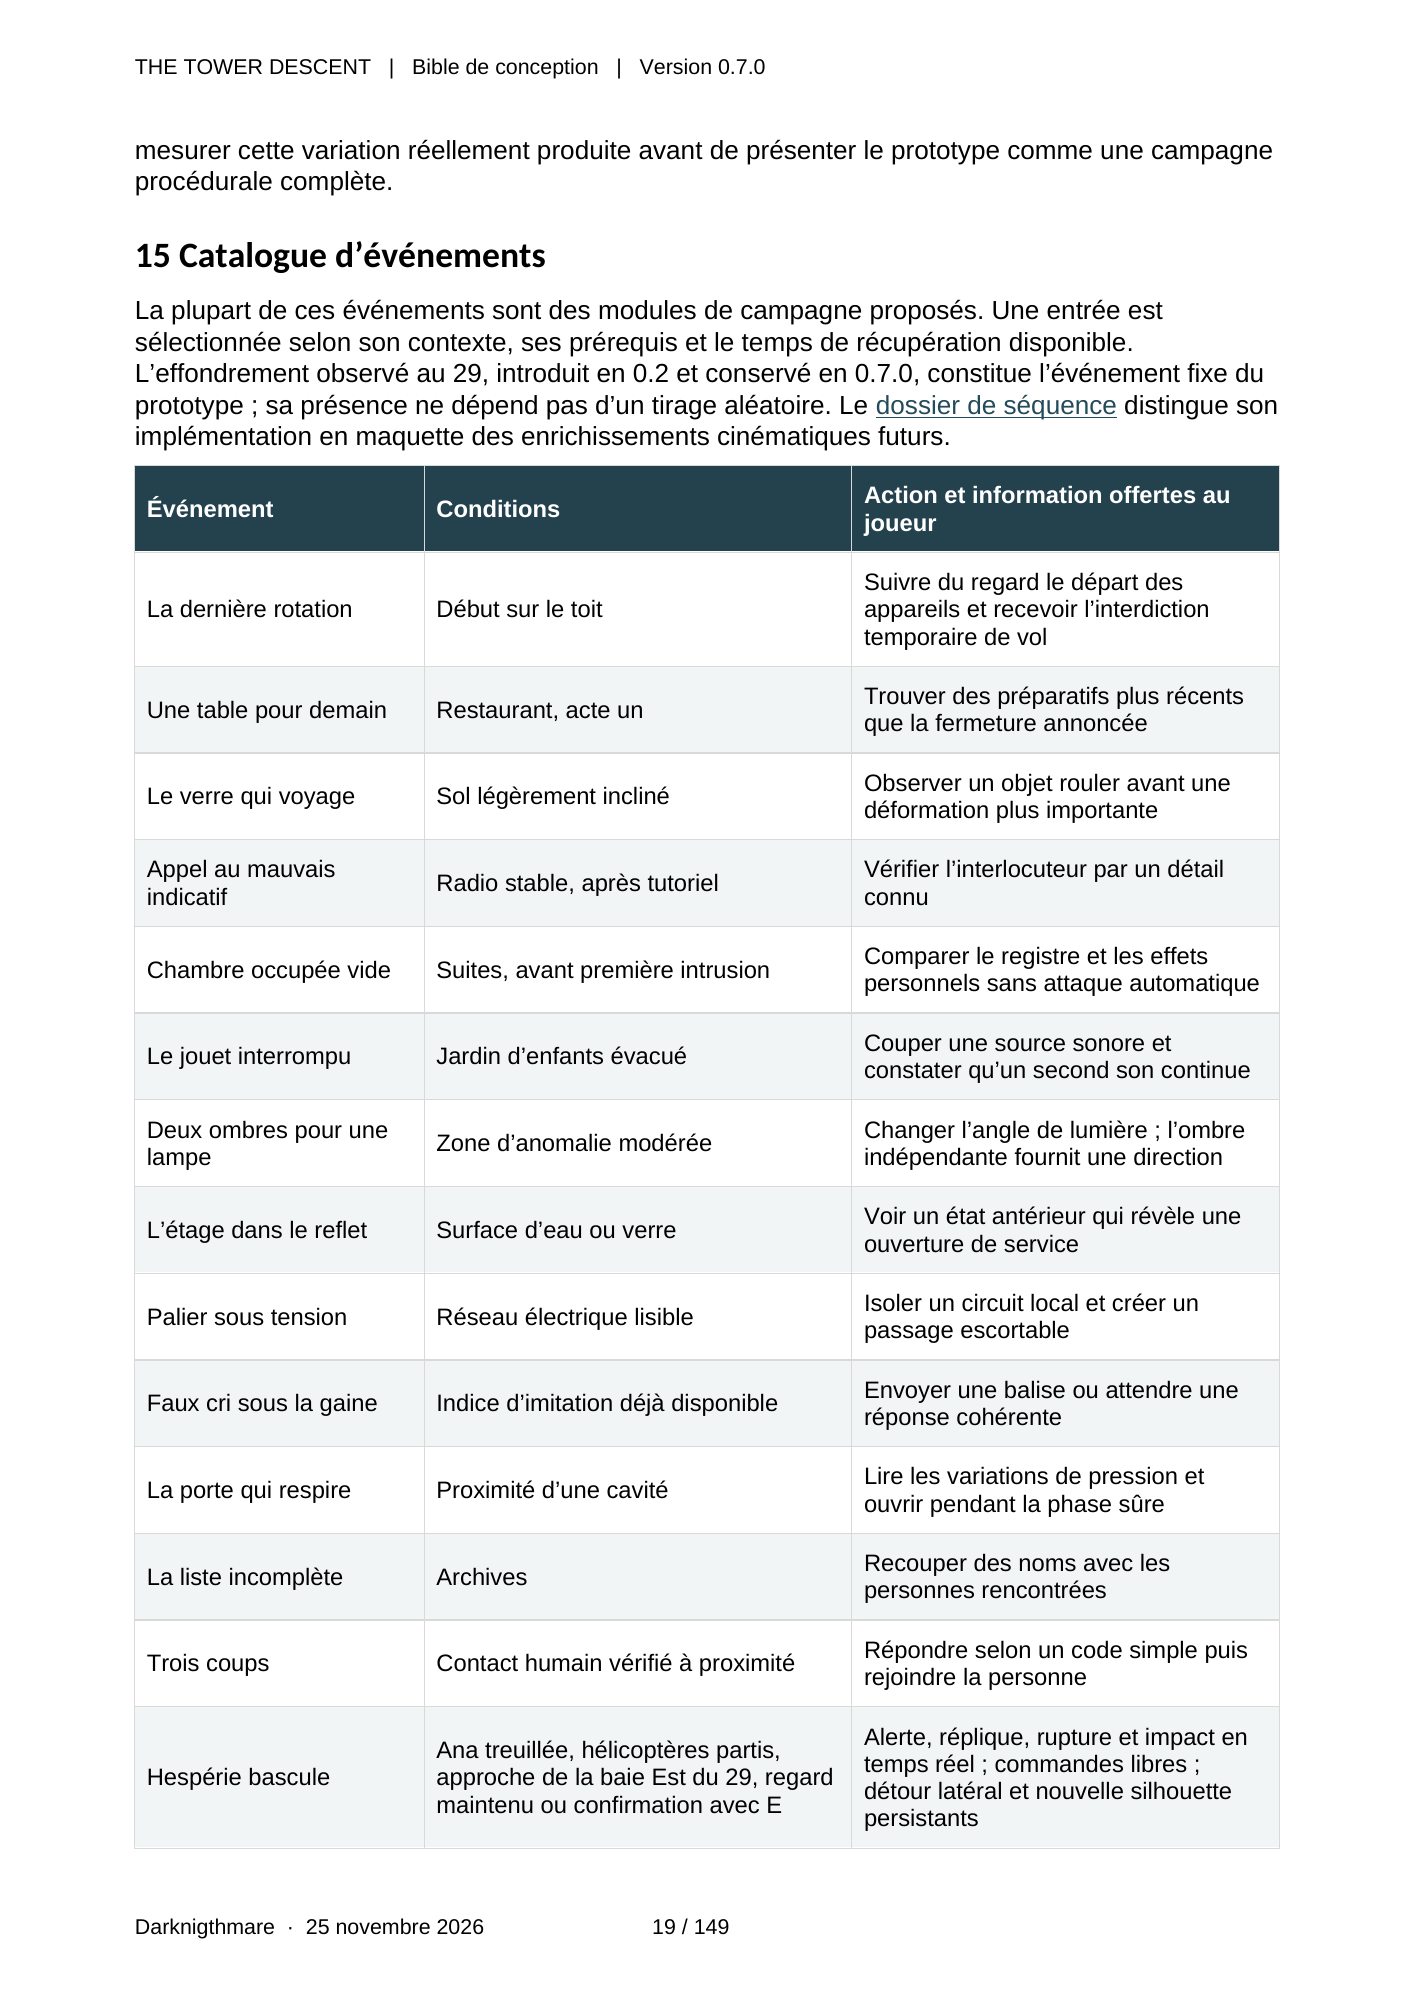 THE TOWER DESCENT | Bible de conception | Version 0.7.0
mesurer cette variation réellement produite avant de présenter le prototype comme une campagne
procédurale complète.
15 Catalogue d’événements
La plupart de ces événements sont des modules de campagne proposés. Une entrée est
sélectionnée selon son contexte, ses prérequis et le temps de récupération disponible.
L’effondrement observé au 29, introduit en 0.2 et conservé en 0.7.0, constitue l’événement fixe du
prototype ; sa présence ne dépend pas d’un tirage aléatoire. Le dossier de séquence distingue son
implémentation en maquette des enrichissements cinématiques futurs.
Événement
Conditions
Action et information offertes au
joueur
La dernière rotation
Début sur le toit
Suivre du regard le départ des
appareils et recevoir l’interdiction
temporaire de vol
Une table pour demain
Restaurant, acte un
Trouver des préparatifs plus récents
que la fermeture annoncée
Le verre qui voyage
Sol légèrement incliné
Observer un objet rouler avant une
déformation plus importante
Appel au mauvais
indicatif
Radio stable, après tutoriel
Vérifier l’interlocuteur par un détail
connu
Chambre occupée vide
Suites, avant première intrusion
Comparer le registre et les effets
personnels sans attaque automatique
Le jouet interrompu
Jardin d’enfants évacué
Couper une source sonore et
constater qu’un second son continue
Deux ombres pour une
lampe
Zone d’anomalie modérée
Changer l’angle de lumière ; l’ombre
indépendante fournit une direction
L’étage dans le reflet
Surface d’eau ou verre
Voir un état antérieur qui révèle une
ouverture de service
Palier sous tension
Réseau électrique lisible
Isoler un circuit local et créer un
passage escortable
Faux cri sous la gaine
Indice d’imitation déjà disponible
Envoyer une balise ou attendre une
réponse cohérente
La porte qui respire
Proximité d’une cavité
Lire les variations de pression et
ouvrir pendant la phase sûre
La liste incomplète
Archives
Recouper des noms avec les
personnes rencontrées
Trois coups
Contact humain vérifié à proximité
Répondre selon un code simple puis
rejoindre la personne
Hespérie bascule
Ana treuillée, hélicoptères partis,
approche de la baie Est du 29, regard
maintenu ou confirmation avec E
Alerte, réplique, rupture et impact en
temps réel ; commandes libres ;
détour latéral et nouvelle silhouette
persistants
Darknigthmare · 25 novembre 2026
19 / 149